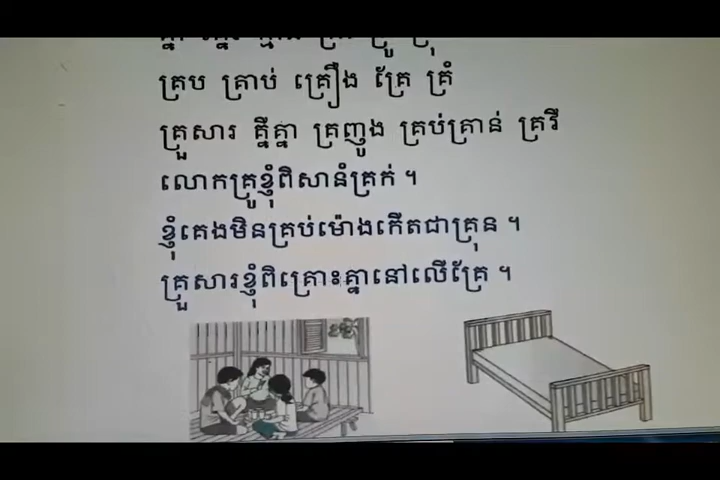 គ្រប គ្រាប់ គ្រឿង គ្រែ គ្រំ
គ្រួសារ គ្នីគ្នា គ្រញូង គ្រប់គ្រាន់ គ្រវី
លោកគ្រូខ្ញុំពិសានំគ្រក់ ។
ខ្ញុំគេងមិនគ្រប់ម៉ោងកើតជាគ្រុន ។
គ្រួសារខ្ញុំពិគ្រោះគ្នានៅលើគ្រែ ។